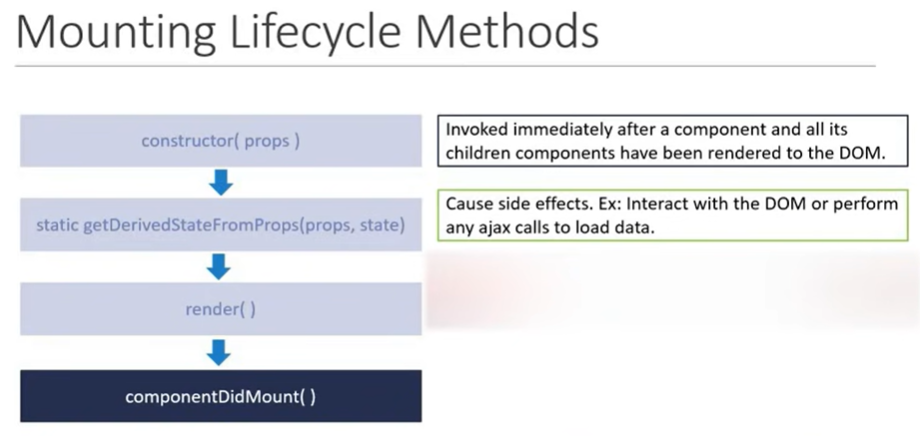 Mounting Lifecycle Methods
constructor( props )
static getDerivedStateFromProps(props, state)
render( )
componentDidMount( )
Invoked immediately after a component and all its
children components have been rendered to the DOM.
Cause side effects. Ex: Interact with the DOM or perform
any ajax calls to load data.